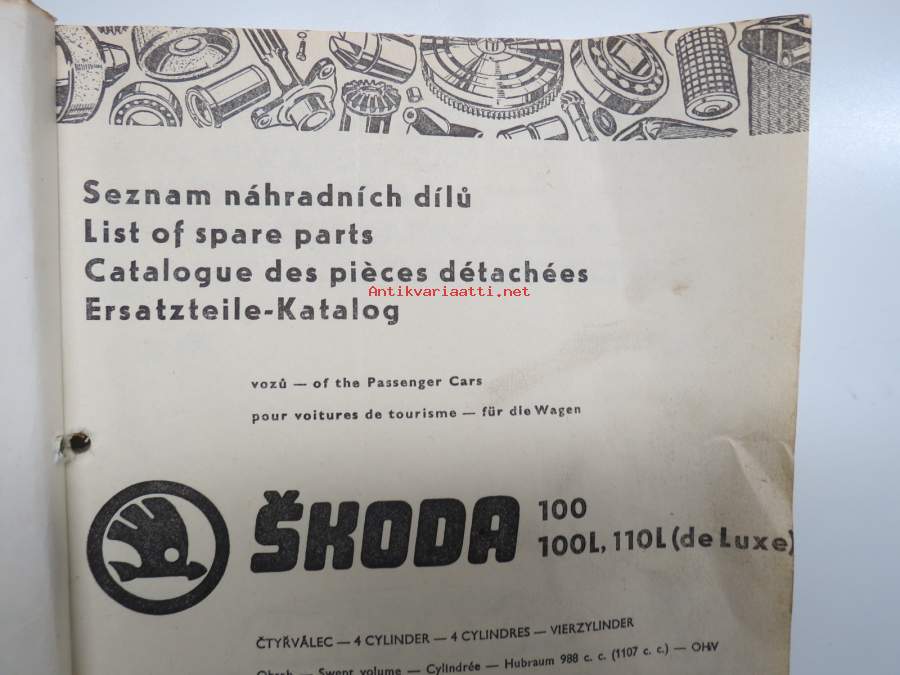 Seznam náhradních dílů
List of spare parts
Catalogue des pièces détachées
Antikvariaatti.net
Ersatzteile-Katalog
vozů — of the Passenger Cars
pour voitures de tourisme — für die Wagen
ŠKODA 100
100L, 110L (de Luxe)
ČTYŘVÁLEC — 4 CYLINDER — 4 CYLINDRES — VIERZYLINDER
Obsah — Swept volume — Cylindrée — Hubraum 988 c. c. (1107 c. c.) — OHV